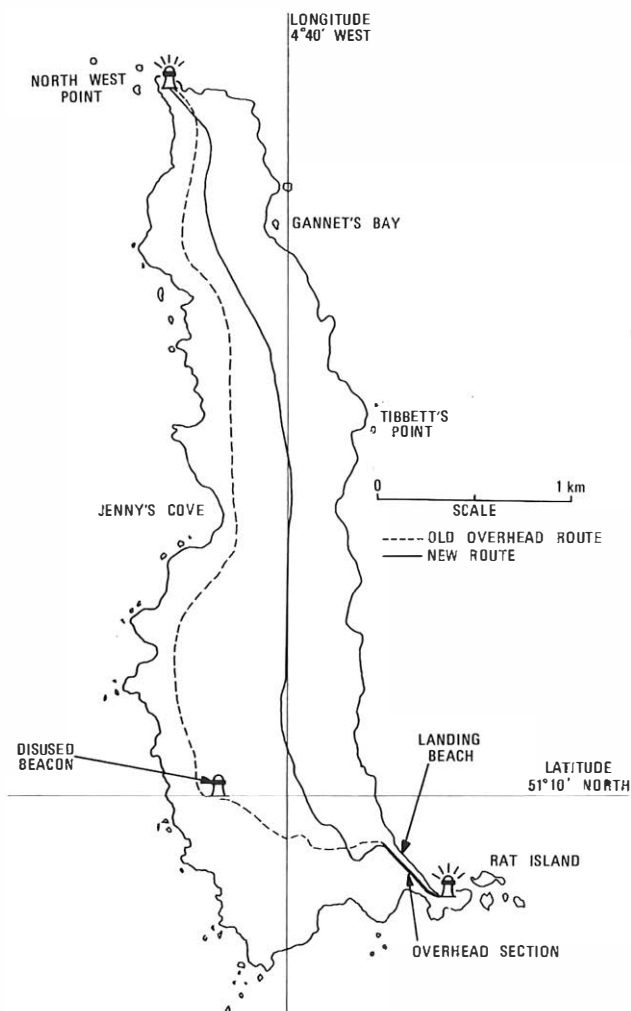 LONGITUDE
4°40' WEST
NORTH WEST
POINT
GANNET'S BAY
TIBBETT'S
POINT
0 1 km
SCALE
JENNY'S COVE
OLD OVERHEAD ROUTE
NEW ROUTE
DISUSED
BEACON
LANDING
BEACH
LATITUDE
51°10' NORTH
RAT ISLAND
OVERHEAD SECTION